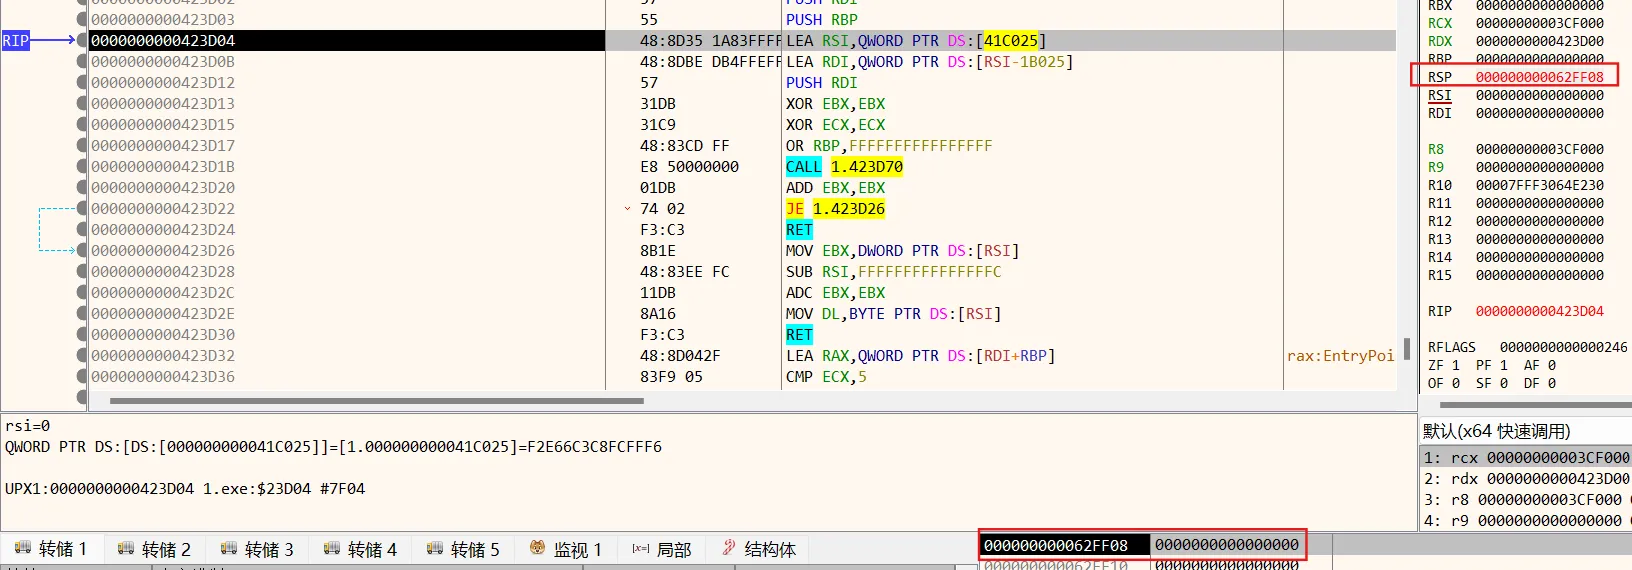 57 PUSH RDI
0000000000423D03 55 PUSH RBP
RIP 0000000000423D04 48:8D35 1A83FFFF LEA RSI,QWORD PTR DS:[41C025]
0000000000423D0B 48:8DBE DB4FFEFF LEA RDI,QWORD PTR DS:[RSI-1B025]
0000000000423D12 57 PUSH RDI
0000000000423D13 31DB XOR EBX,EBX
0000000000423D15 31C9 XOR ECX,ECX
0000000000423D17 48:83CD FF OR RBP,FFFFFFFFFFFFFFFF
0000000000423D1B E8 50000000 CALL 1.423D70
0000000000423D20 01DB ADD EBX,EBX
0000000000423D22 74 02 JE 1.423D26
0000000000423D24 F3:C3 RET
0000000000423D26 8B1E MOV EBX,DWORD PTR DS:[RSI]
0000000000423D28 48:83EE FC SUB RSI,FFFFFFFFFFFFFFFC
0000000000423D2C 11DB ADC EBX,EBX
0000000000423D2E 8A16 MOV DL,BYTE PTR DS:[RSI]
0000000000423D30 F3:C3 RET
0000000000423D32 48:8D042F LEA RAX,QWORD PTR DS:[RDI+RBP] rax:EntryPoi
0000000000423D36 83F9 05 CMP ECX,5
RBX 0000000000000000
RCX 00000000003CF000
RDX 0000000000423D00
RBP 0000000000000000
RSP 000000000062FF08
RSI 0000000000000000
RDI 0000000000000000
R8 00000000003CF000
R9 0000000000000000
R10 00007FFF3064E230
R11 0000000000000000
R12 0000000000000000
R13 0000000000000000
R14 0000000000000000
R15 0000000000000000
RIP 0000000000423D04
RFLAGS 0000000000000246
ZF 1 PF 1 AF 0
OF 0 SF 0 DF 0
rsi=0
QWORD PTR DS:[DS:[000000000041C025]]=[1.000000000041C025]=F2E66C3C8FCFFF6
UPX1:0000000000423D04 1.exe:$23D04 #7F04
默认(x64 快速调用)
1: rcx 00000000003CF000
2: rdx 0000000000423D00
3: r8 00000000003CF000
4: r9 0000000000000000
转储 1 转储 2 转储 3 转储 4 转储 5 监视 1 [x=] 局部 结构体
000000000062FF08 0000000000000000
000000000062FF10 0000000000000000